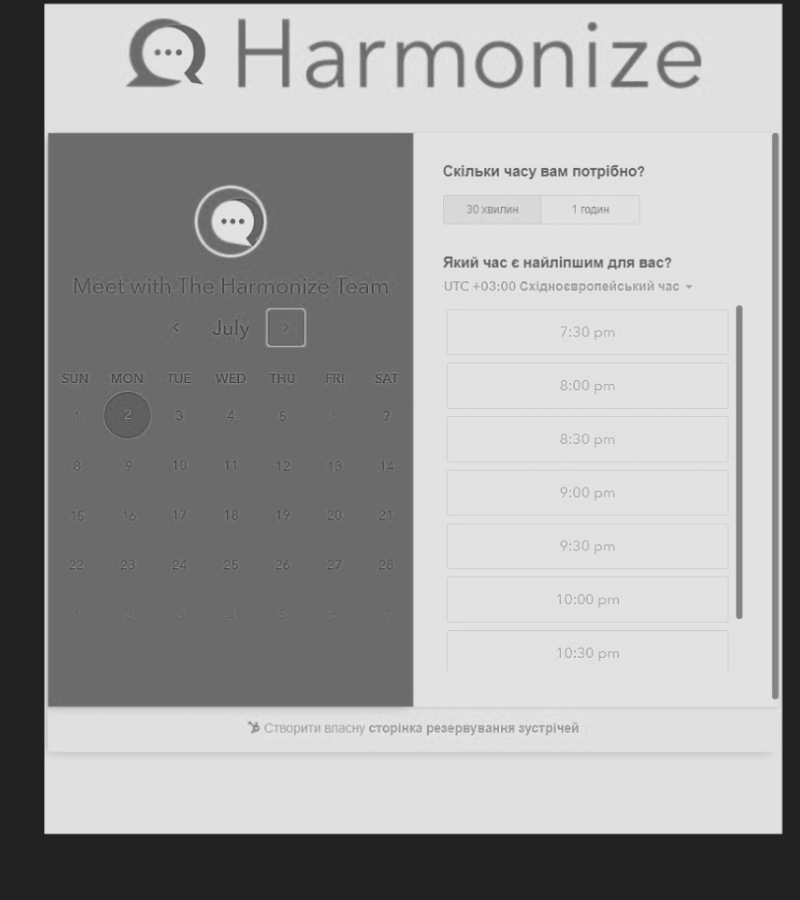 Harmonize
Meet with The Harmonize Team
July
SUN MON TUE WED THU FRI SAT
1 2 3 4 5 6 7
8 9 10 11 12 13 14
15 16 17 18 19 20 21
22 23 24 25 26 27 28
1 2 3 4 5 6 7
Скільки часу вам потрібно?
30 хвилин 1 годин
Який час є найліпшим для вас?
UTC +03:00 Східноєвропейський час
7:30 pm
8:00 pm
8:30 pm
9:00 pm
9:30 pm
10:00 pm
10:30 pm
Створити власну сторінка резервування зустрічей